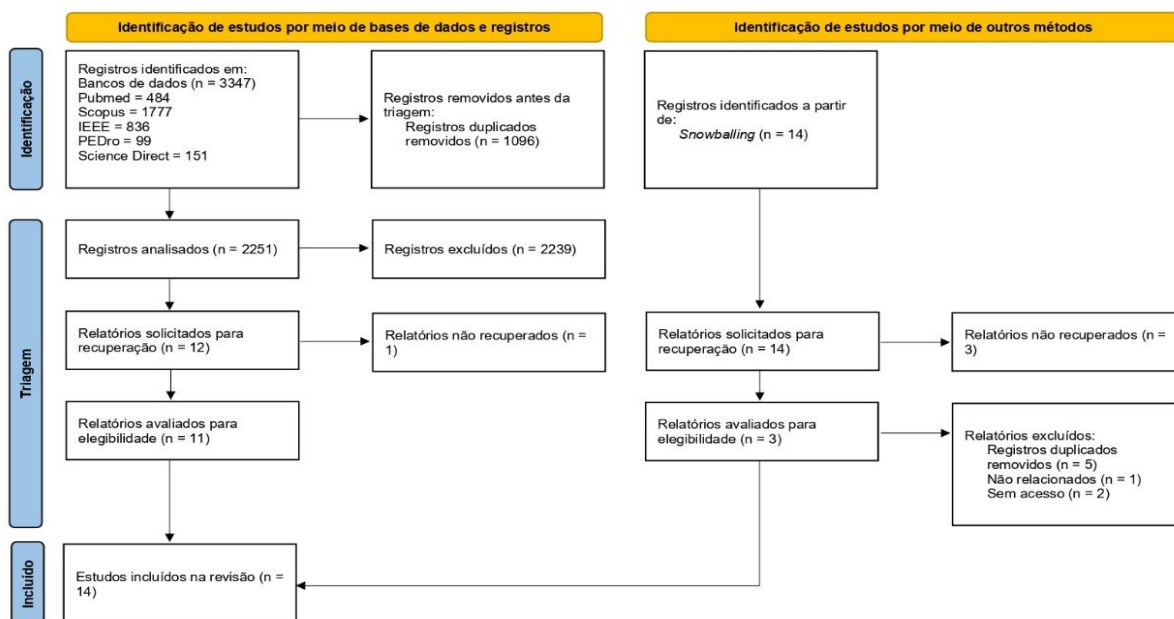 Identificação de estudos por meio de bases de dados e registros
Identificação de estudos por meio de outros métodos
Identificação
Registros identificados em:
Bancos de dados (n = 3347)
Pubmed = 484
Scopus = 1777
IEEE = 836
PEDro = 99
Science Direct = 151
Registros removidos antes da
triagem:
Registros duplicados
removidos (n = 1096)
Registros identificados a partir
de:
Snowballing (n = 14)
Triagem
Registros analisados (n = 2251)
Registros excluídos (n = 2239)
Relatórios solicitados para
recuperação (n = 12)
Relatórios não recuperados (n =
1)
Relatórios solicitados para
recuperação (n = 14)
Relatórios não recuperados (n =
3)
Relatórios avaliados para
elegibilidade (n = 11)
Relatórios avaliados para
elegibilidade (n = 3)
Relatórios excluídos:
Registros duplicados
removidos (n = 5)
Não relacionados (n = 1)
Sem acesso (n = 2)
Incluído
Estudos incluídos na revisão (n =
14)